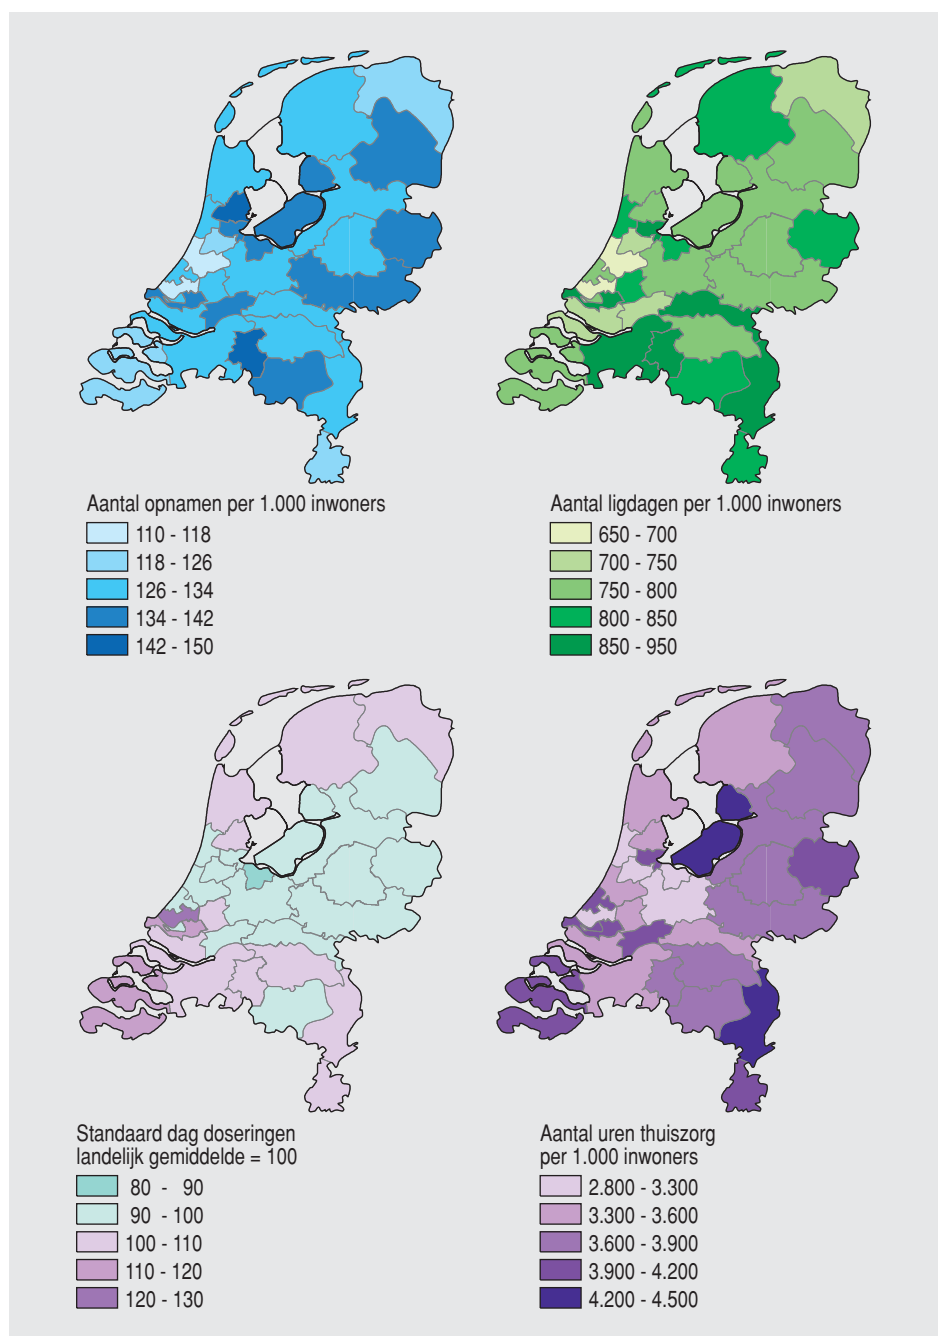 Aantal opnamen per 1.000 inwoners
110 - 118
118 - 126
126 - 134
134 - 142
142 - 150
Aantal ligdagen per 1.000 inwoners
650 - 700
700 - 750
750 - 800
800 - 850
850 - 950
Standaard dag doseringen
landelijk gemiddelde = 100
80 - 90
90 - 100
100 - 110
110 - 120
120 - 130
Aantal uren thuiszorg
per 1.000 inwoners
2.800 - 3.300
3.300 - 3.600
3.600 - 3.900
3.900 - 4.200
4.200 - 4.500